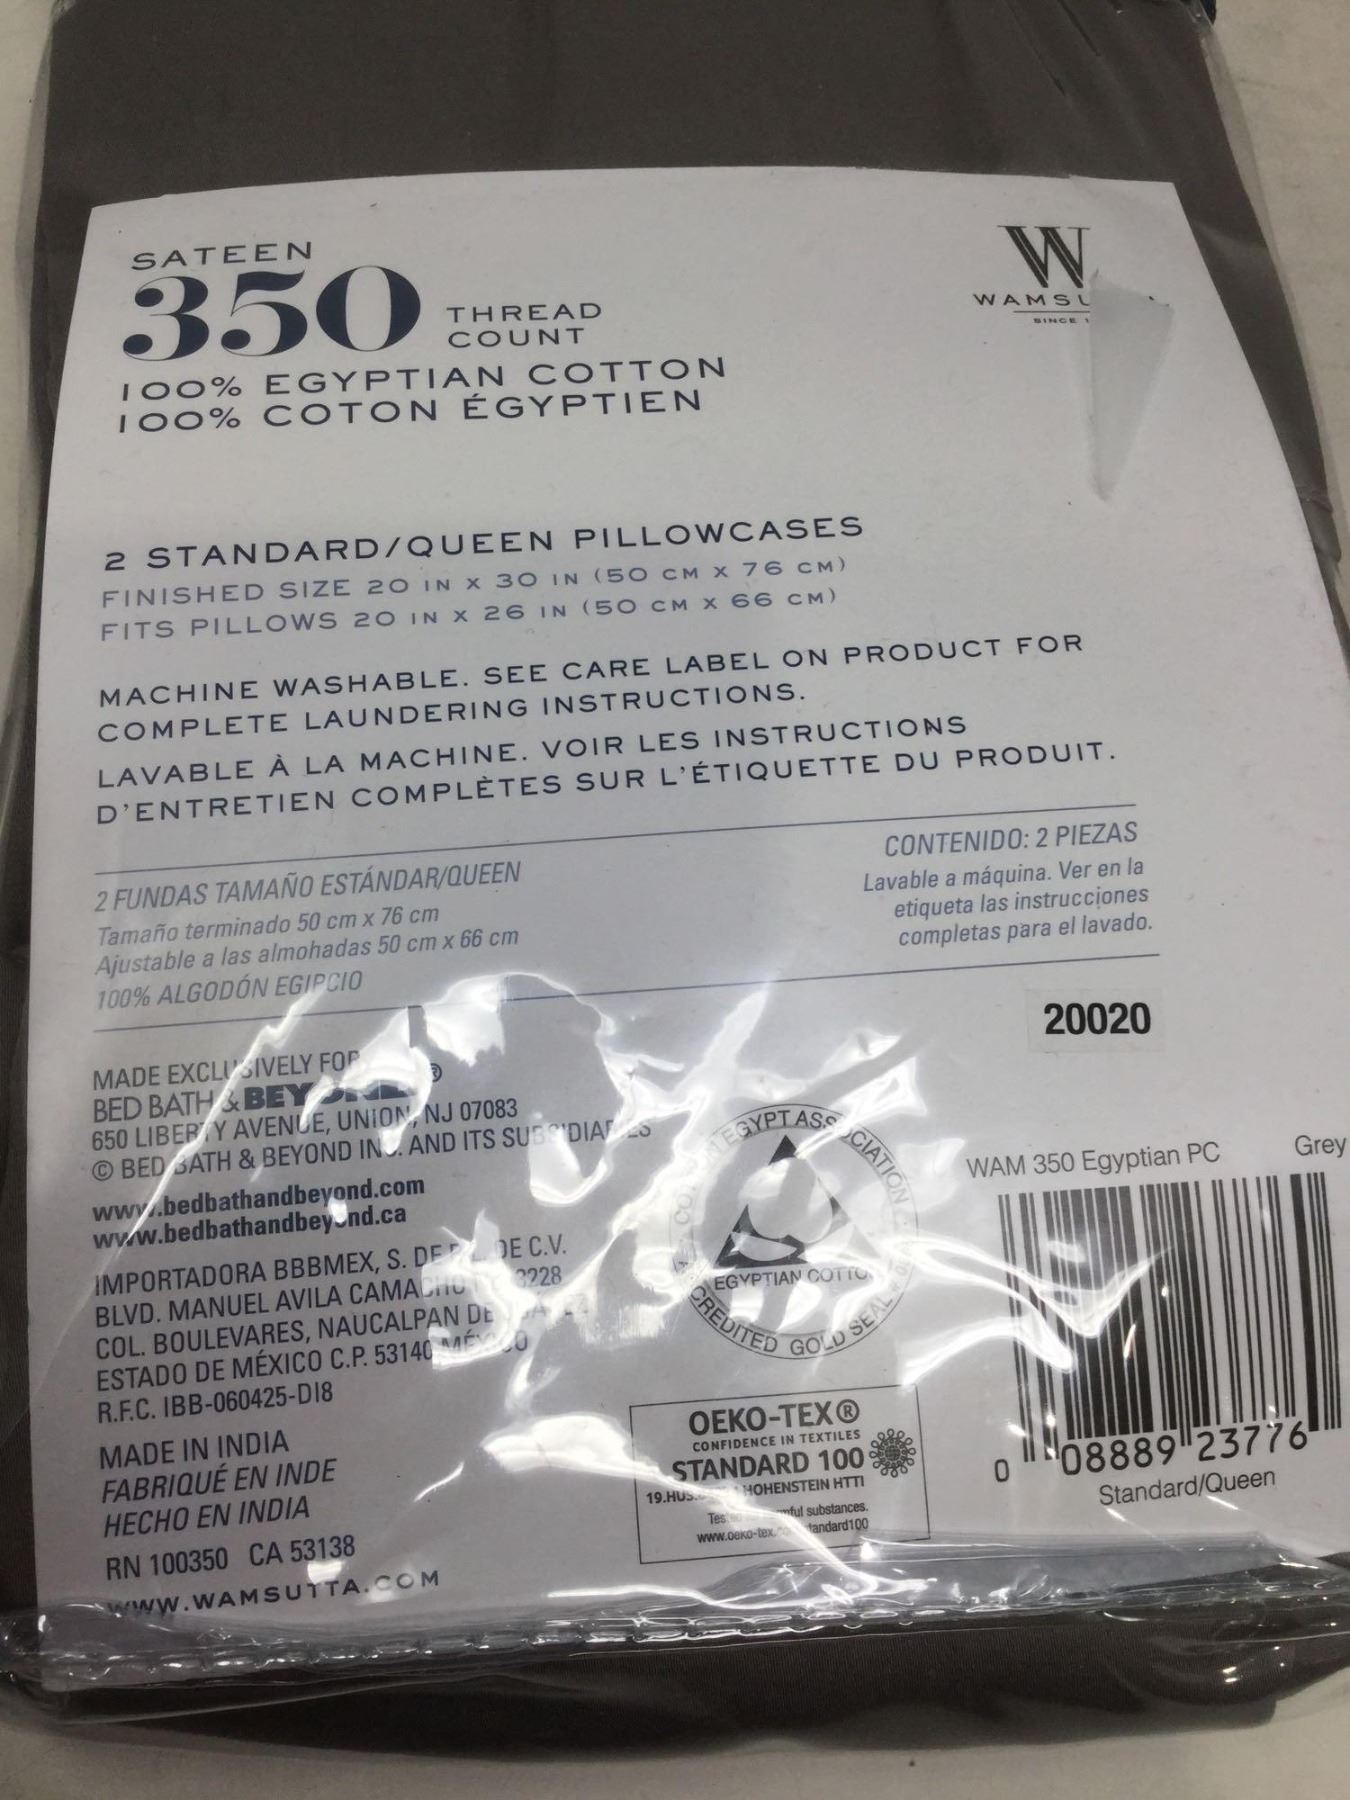 SATEEN
350 THREAD
COUNT
100% EGYPTIAN COTTON
100% COTON ÉGYPTIEN
W
SINCE
2 STANDARD/QUEEN PILLOWCASES
FINISHED SIZE 20 IN X 30 IN (50 CM X 76 CM)
FITS PILLOWS 20 IN X 26 IN (50 CM X 66 CM)
MACHINE WASHABLE. SEE CARE LABEL ON PRODUCT FOR
COMPLETE LAUNDERING INSTRUCTIONS.
LAVABLE À LA MACHINE. VOIR LES INSTRUCTIONS
D'ENTRETIEN COMPLÈTES SUR L'ÉTIQUETTE DU PRODUIT.
2 FUNDAS TAMAÑO ESTÁNDAR/QUEEN
Tamaño terminado 50 cm x 76 cm
Ajustable a las almohadas 50 cm x 66 cm
100% ALGODÓN EGIPCIO
CONTENIDO: 2 PIEZAS
Lavable a máquina. Ver en la
etiqueta las instrucciones
completas para el lavado.
20020
MADE EXCLUSIVELY FOR
BED BATH & BEYOND®
650 LIBERTY AVENUE, UNION, NJ 07083
© BED BATH & BEYOND INC. AND ITS SUBSIDIARIES
www.bedbathandbeyond.com
www.bedbathandbeyond.ca
IMPORTADORA BBBMEX, S. DE DE C.V.
BLVD. MANUEL AVILA CAMACHO
COL. BOULEVARES, NAUCALPAN DE
ESTADO DE MÉXICO C.P. 53140 MÉXICO
R.F.C. IBB-060425-DI8
MADE IN INDIA
FABRIQUÉ EN INDE
HECHO EN INDIA
RN 100350 CA 53138
WWW.WAMSUTTA.COM
EGYPT ASSOCIATION
EGYPTIAN COTTON
GOLD SEAL
OEKO-TEX®
CONFIDENCE IN TEXTILES
STANDARD 100
HOHENSTEIN HTTI
substances.
WAM 350 Egyptian PC Grey
0 08889 23776
Standard/Queen